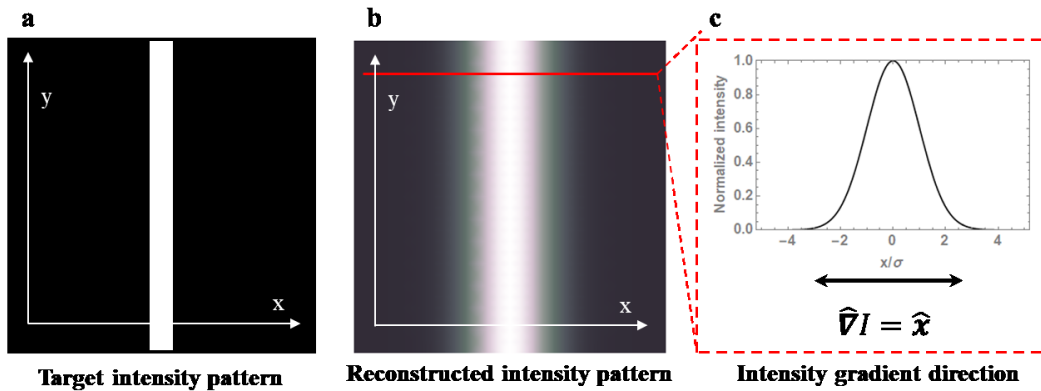 a
b
c
y
x
Target intensity pattern
y
x
Reconstructed intensity pattern
Normalized intensity
1.0
0.8
0.6
0.4
0.2
0.0
−4 −2 0 2 4
x/σ
∇̂I = x̂
Intensity gradient direction